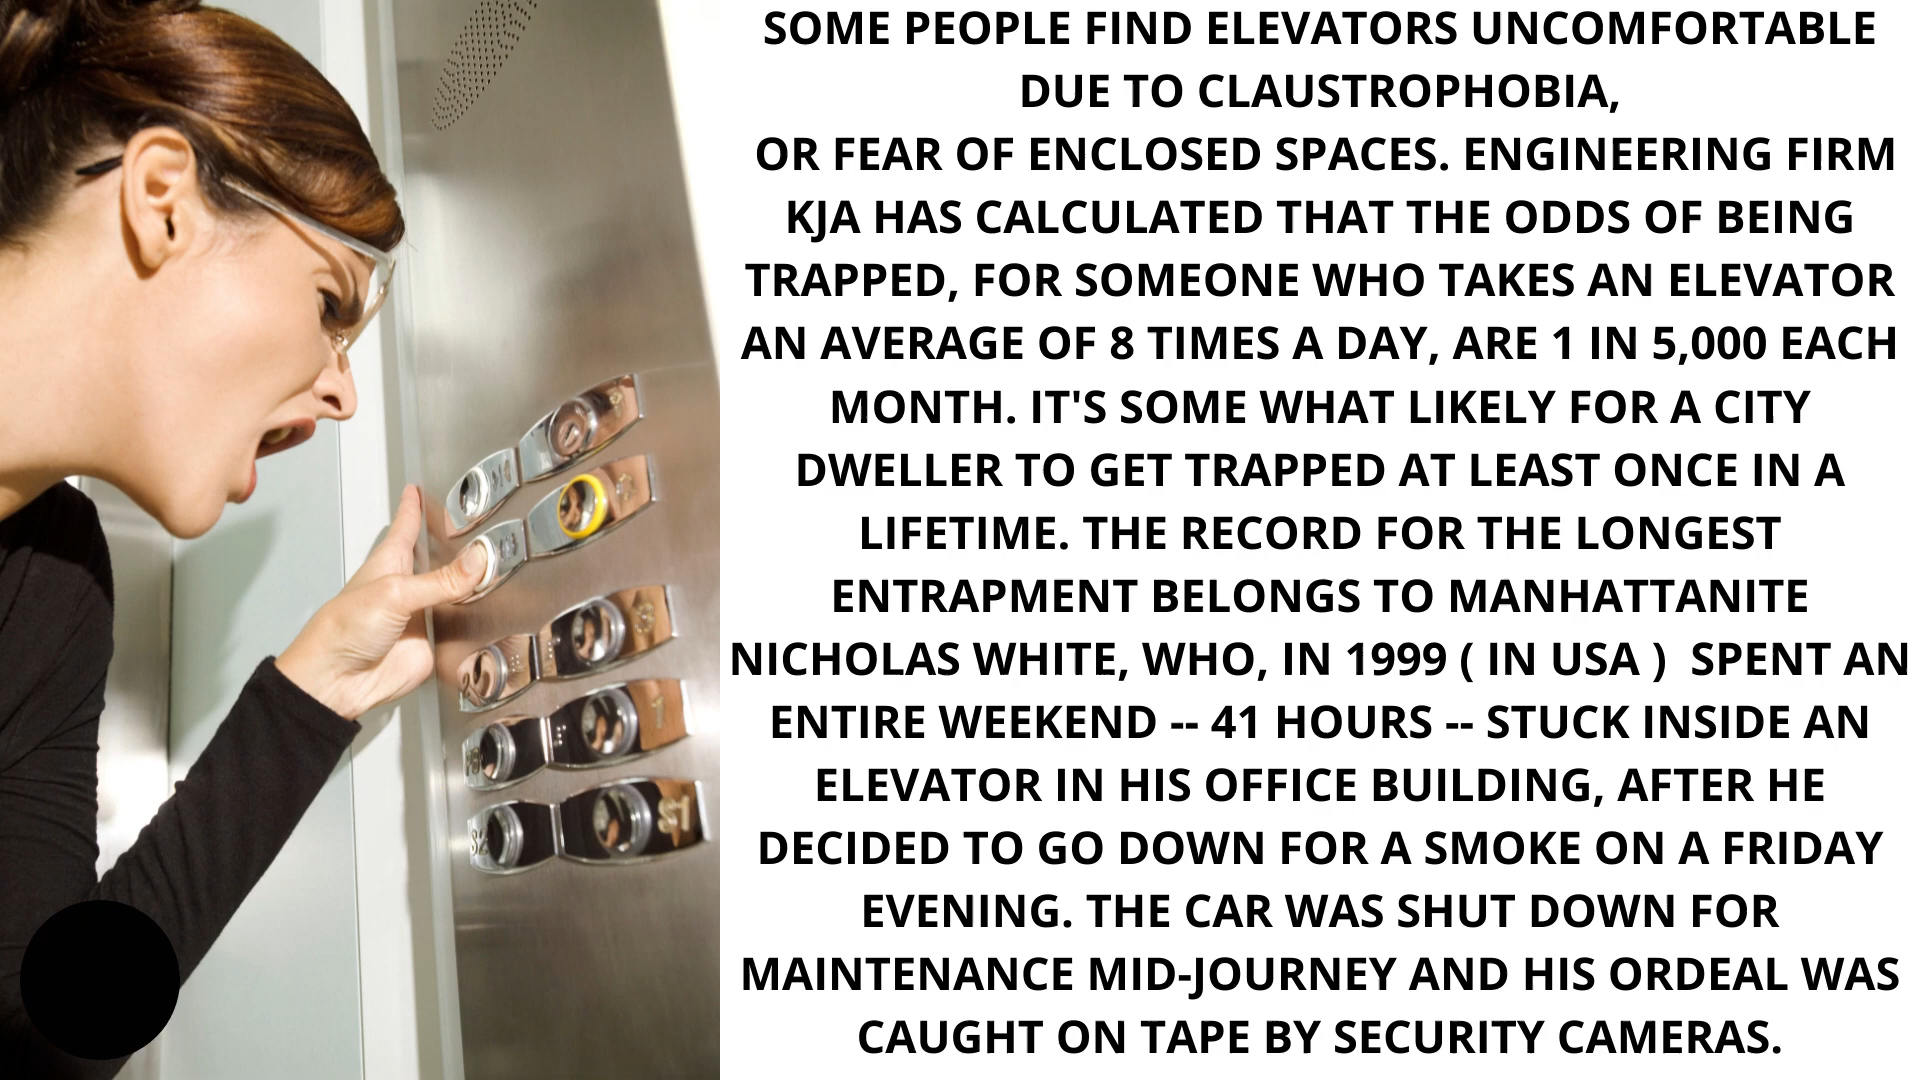 SOME PEOPLE FIND ELEVATORS UNCOMFORTABLE
DUE TO CLAUSTROPHOBIA,
OR FEAR OF ENCLOSED SPACES. ENGINEERING FIRM
KJA HAS CALCULATED THAT THE ODDS OF BEING
TRAPPED, FOR SOMEONE WHO TAKES AN ELEVATOR
AN AVERAGE OF 8 TIMES A DAY, ARE 1 IN 5,000 EACH
MONTH. IT'S SOME WHAT LIKELY FOR A CITY
DWELLER TO GET TRAPPED AT LEAST ONCE IN A
LIFETIME. THE RECORD FOR THE LONGEST
ENTRAPMENT BELONGS TO MANHATTANITE
NICHOLAS WHITE, WHO, IN 1999 ( IN USA )  SPENT AN
ENTIRE WEEKEND -- 41 HOURS -- STUCK INSIDE AN
ELEVATOR IN HIS OFFICE BUILDING, AFTER HE
DECIDED TO GO DOWN FOR A SMOKE ON A FRIDAY
EVENING. THE CAR WAS SHUT DOWN FOR
MAINTENANCE MID-JOURNEY AND HIS ORDEAL WAS
CAUGHT ON TAPE BY SECURITY CAMERAS.
1
S2 S1